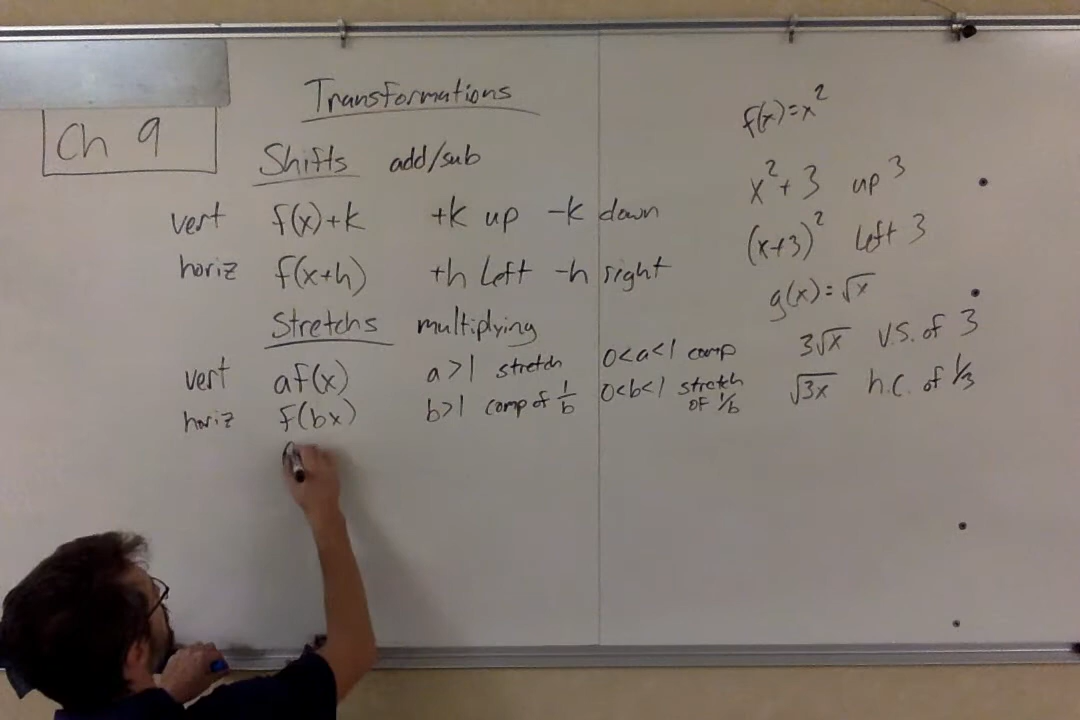 Ch 9
Transformations
Shifts add/sub
vert f(x)+k +k up -k down
horiz f(x+h) +h left -h right
Stretchs multiplying
vert af(x) a>1 stretch 0<a<1 comp
horiz f(bx) b>1 comp of 1/b 0<b<1 stretch
OF 1/b
f(x)=x²
x²+3 up 3
(x+3)² left 3
g(x)=√x
3√x V.S. of 3
√3x h.C. of 1/3